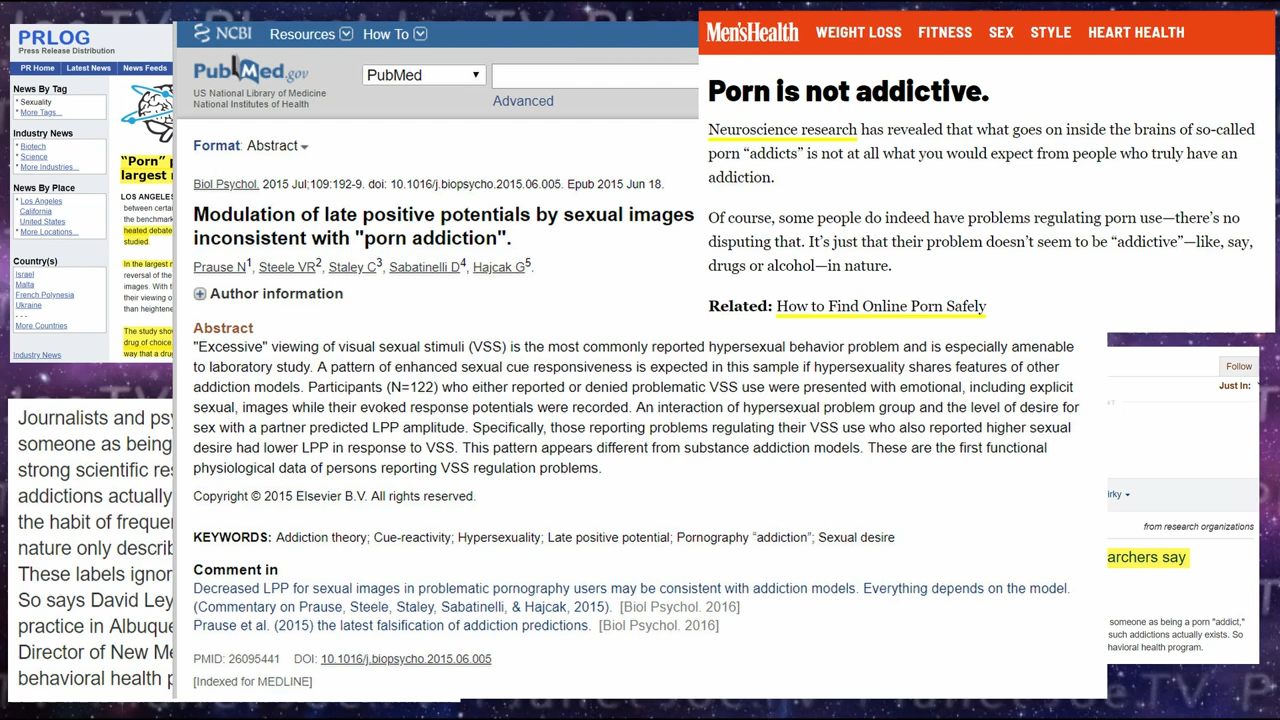 PRLOG
Press Release Distribution
PR Home Latest News News Feeds
News By Tag
* Sexuality
* More Tags...
Industry News
* Biotech
* Science
* More Industries...
News By Place
* Los Angeles
California
United States
* More Locations...
Country(s)
Israel
Malta
French Polynesia
Ukraine
- - -
More Countries
Industry News
"Porn" p
largest r
LOS ANGELES
between certai
the benchmark
heated debate
studied.
In the largest n
reversal of the
images. With t
their viewing o
than heightene
The study show
drug of choice.
way that a drug
NCBI Resources How To
PubMed.gov
US National Library of Medicine
National Institutes of Health
PubMed
Advanced
Format: Abstract
Biol Psychol. 2015 Jul;109:192-9. doi: 10.1016/j.biopsycho.2015.06.005. Epub 2015 Jun 18.
Modulation of late positive potentials by sexual images
inconsistent with "porn addiction".
Prause N1, Steele VR2, Staley C3, Sabatinelli D4, Hajcak G5.
Author information
Abstract
"Excessive" viewing of visual sexual stimuli (VSS) is the most commonly reported hypersexual behavior problem and is especially amenable
to laboratory study. A pattern of enhanced sexual cue responsiveness is expected in this sample if hypersexuality shares features of other
addiction models. Participants (N=122) who either reported or denied problematic VSS use were presented with emotional, including explicit
sexual, images while their evoked response potentials were recorded. An interaction of hypersexual problem group and the level of desire for
sex with a partner predicted LPP amplitude. Specifically, those reporting problems regulating their VSS use who also reported higher sexual
desire had lower LPP in response to VSS. This pattern appears different from substance addiction models. These are the first functional
physiological data of persons reporting VSS regulation problems.
Copyright © 2015 Elsevier B.V. All rights reserved.
KEYWORDS: Addiction theory; Cue-reactivity; Hypersexuality; Late positive potential; Pornography "addiction"; Sexual desire
Comment in
Decreased LPP for sexual images in problematic pornography users may be consistent with addiction models. Everything depends on the model.
(Commentary on Prause, Steele, Staley, Sabatinelli, & Hajcak, 2015). [Biol Psychol. 2016]
Prause et al. (2015) the latest falsification of addiction predictions. [Biol Psychol. 2016]
PMID: 26095441 DOI: 10.1016/j.biopsycho.2015.06.005
[Indexed for MEDLINE]
Men'sHealth WEIGHT LOSS FITNESS SEX STYLE HEART HEALTH
Porn is not addictive.
Neuroscience research has revealed that what goes on inside the brains of so-called
porn "addicts" is not at all what you would expect from people who truly have an
addiction.
Of course, some people do indeed have problems regulating porn use—there's no
disputing that. It's just that their problem doesn't seem to be "addictive"—like, say,
drugs or alcohol—in nature.
Related: How to Find Online Porn Safely
Journalists and psy
someone as being
strong scientific res
addictions actually
the habit of frequer
nature only describ
These labels ignor
So says David Ley
practice in Albuque
Director of New Me
behavioral health p
Follow
Just In:
irky
from research organizations
archers say
someone as being a porn "addict,"
such addictions actually exists. So
havioral health program.